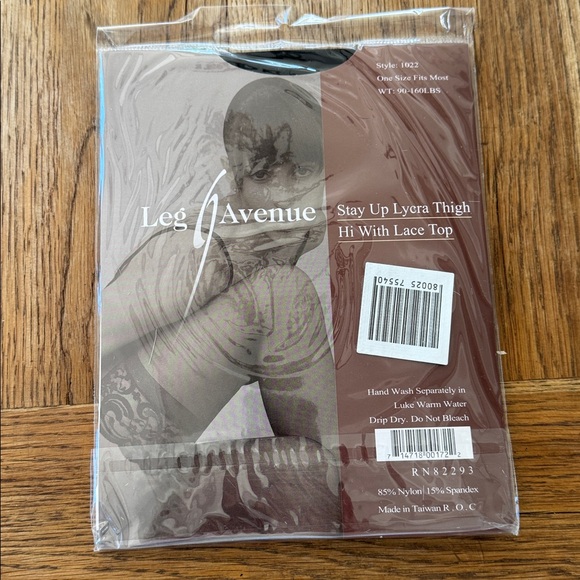 Style: 1022
One Size Fits Most
WT: 90-160LBS
Leg Avenue
Stay Up Lycra Thigh
Hi With Lace Top
80025 75540
Hand Wash Separately in
Luke Warm Water
Drip Dry. Do Not Bleach
7 14718 00172 2
RN82293
85% Nylon 15% Spandex
Made in Taiwan R.O.C